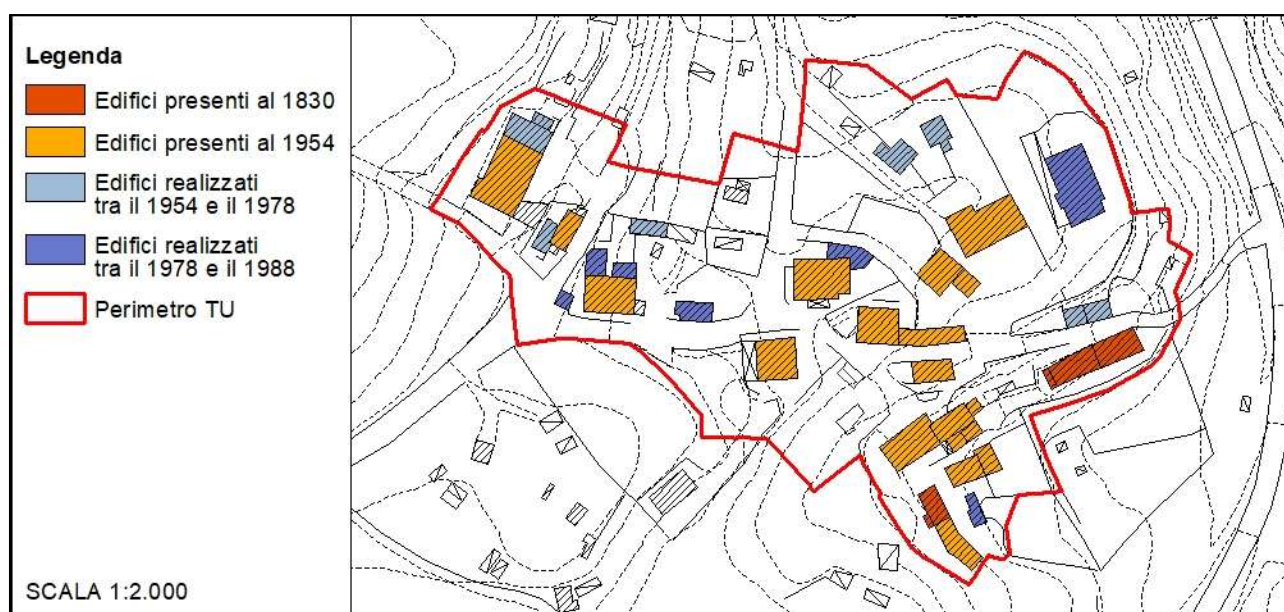 Legenda
Edifici presenti al 1830
Edifici presenti al 1954
Edifici realizzati
tra il 1954 e il 1978
Edifici realizzati
tra il 1978 e il 1988
Perimetro TU
SCALA 1:2.000